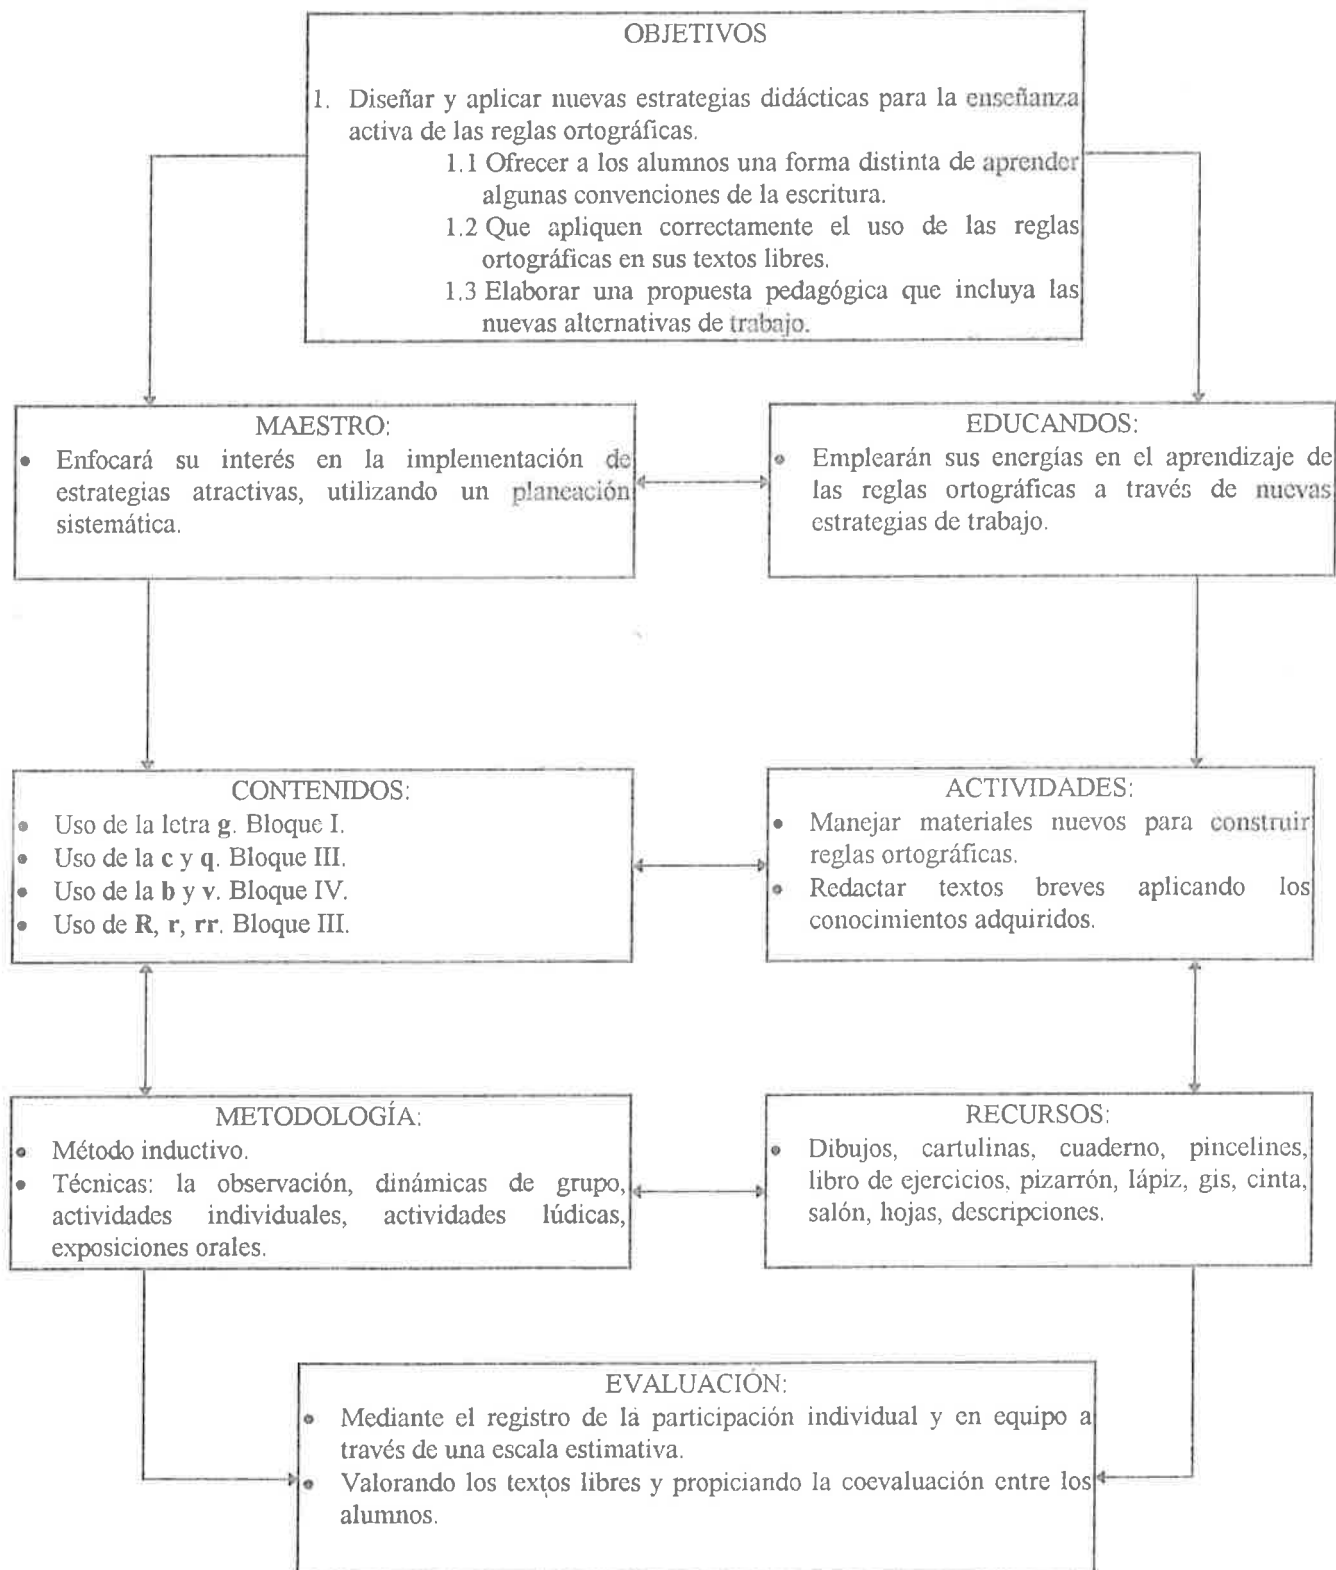 OBJETIVOS
1. Diseñar y aplicar nuevas estrategias didácticas para la enseñanza
activa de las reglas ortográficas.
1.1 Ofrecer a los alumnos una forma distinta de aprender
algunas convenciones de la escritura.
1.2 Que apliquen correctamente el uso de las reglas
ortográficas en sus textos libres.
1.3 Elaborar una propuesta pedagógica que incluya las
nuevas alternativas de trabajo.
MAESTRO:
• Enfocará su interés en la implementación de
estrategias atractivas, utilizando un planeación
sistemática.
EDUCANDOS:
• Emplearán sus energías en el aprendizaje de
las reglas ortográficas a través de nuevas
estrategias de trabajo.
CONTENIDOS:
• Uso de la letra g. Bloque I.
• Uso de la c y q. Bloque III.
• Uso de la b y v. Bloque IV.
• Uso de R, r, rr. Bloque III.
ACTIVIDADES:
• Manejar materiales nuevos para construir
reglas ortográficas.
• Redactar textos breves aplicando los
conocimientos adquiridos.
METODOLOGÍA:
• Método inductivo.
• Técnicas: la observación, dinámicas de grupo,
actividades individuales, actividades lúdicas,
exposiciones orales.
RECURSOS:
• Dibujos, cartulinas, cuaderno, pincelines,
libro de ejercicios, pizarrón, lápiz, gis, cinta,
salón, hojas, descripciones.
EVALUACIÓN:
• Mediante el registro de la participación individual y en equipo a
través de una escala estimativa.
• Valorando los textos libres y propiciando la coevaluación entre los
alumnos.